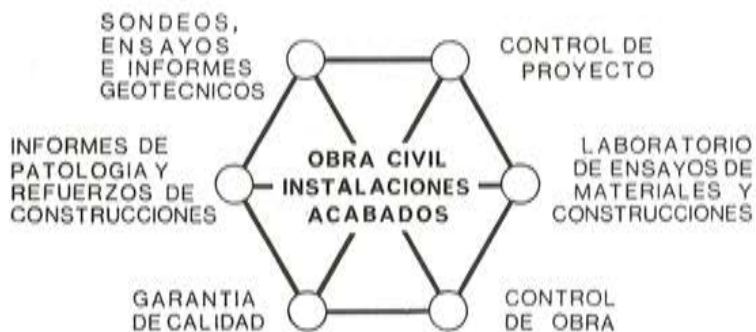 SONDEOS,
ENSAYOS
E INFORMES
GEOTECNICOS
CONTROL DE
PROYECTO
INFORMES DE
PATOLOGIA Y
REFUERZOS DE
CONSTRUCCIONES
OBRA CIVIL
INSTALACIONES
ACABADOS
LABORATORIO
DE ENSAYOS DE
MATERIALES Y
CONSTRUCCIONES
GARANTIA
DE CALIDAD
CONTROL
DE OBRA